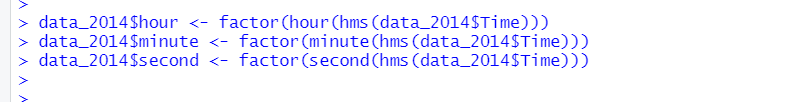 >
> data_2014$hour <- factor(hour(hms(data_2014$Time)))
> data_2014$minute <- factor(minute(hms(data_2014$Time)))
> data_2014$second <- factor(second(hms(data_2014$Time)))
>
>